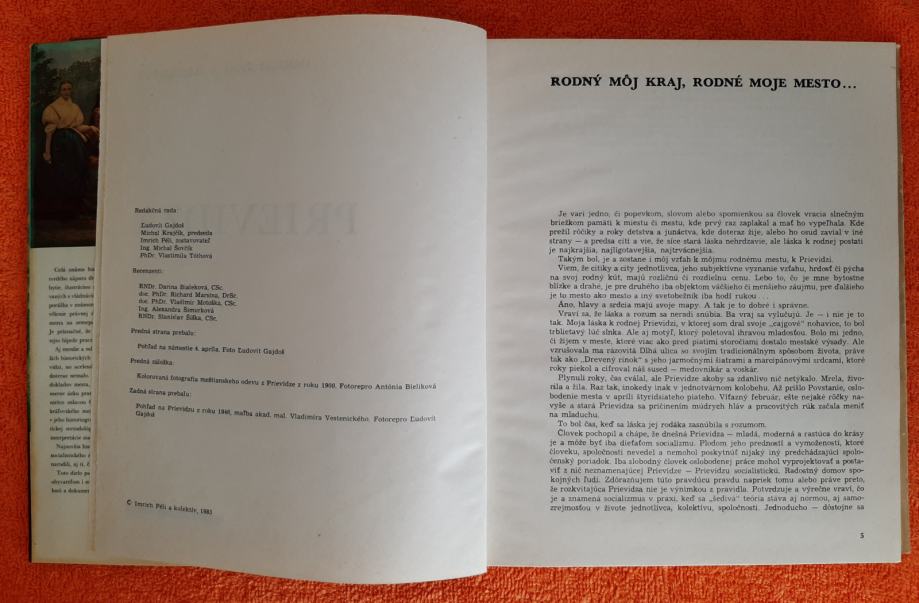 Redakčná rada:
Ľudovít Gajdoš
Michal Krajčík, predseda
Imrich Péli, zostavovateľ
Ing. Michal Ševčík
PhDr. Vlastimila Tóthová
Recenzenti:
RNDr. Darina Bialeková, CSc.
doc. PhDr. Richard Marsina, DrSc.
doc. PhDr. Vladimír Matoška, CSc.
Ing. Alexandra Šimurková
RNDr. Stanislav Šiška, CSc.
Predná strana prebalu:
Pohľad na námestie 4. apríla. Foto Ľudovít Gajdoš
Predná záložka:
Kolorovaná fotografia meštianskeho odevu z Prievidze z roku 1900. Fotorepro Antónia Bieliková
Zadná strana prebalu:
Pohľad na Prievidzu z roku 1946, maľba akad. mal. Vladimíra Vestenického. Fotorepro Ľudovít
Gajdoš
© Imrich Péli a kolektív, 1983
RODNÝ MÔJ KRAJ, RODNÉ MOJE MESTO...
Je vari jedno, či popevkom, slovom alebo spomienkou sa človek vracia slnečným
briežkom pamäti k miestu či mestu, kde prvý raz zaplakal a mať ho vypeľhala. Kde
prežil rôčiky a roky detstva a junáctva, kde doteraz žije, alebo ho osud zavial v iné
strany — a predsa cíti a vie, že síce stará láska nehrdzavie, ale láska k rodnej postati
je najkrajšia, najligotavejšia, najtrvácnejšia.
Takým bol, je a zostane i môj vzťah k môjmu rodnému mestu, k Prievidzi.
Viem, že citíky a city jednotlivca, jeho subjektívne vyznanie vzťahu, hrdosť či pýcha
na svoj rodný kút, majú rozličnú či rozdielnu cenu. Lebo to, čo je mne bytostne
blízke a drahé, je pre druhého iba objektom väčšieho či menšieho záujmu, pre ďalšieho
je to mesto ako mesto a iný svetobežník iba hodí rukou...
Áno, hlavy a srdcia majú svoje mapy. A tak je to dobré i správne.
Vraví sa, že láska a rozum sa neradi snúbia. Ba vraj sa vylučujú. Je — i nie je to
tak. Moja láska k rodnej Prievidzi, v ktorej som dral svoje „cajgové“ nohavice, to bol
trblietavý lúč slnka. Ale aj motýľ, ktorý poletoval ihravou mladosťou. Bolo mi jedno,
či žijem v meste, ktoré viac ako pred piatimi storočiami dostalo mestské výsady. Ale
vzrušovala ma rázovitá Dlhá ulica so svojím tradicionálnym spôsobom života, práve
tak — ako „Drevený rínok“ s jeho jarmočnými šiatrami a marcipánovými srdcami, ktoré
roky piekol a cifroval náš sused — medovnikár a voskár.
Plynuli roky, čas cválal, ale Prievidze akoby sa zdanlivo nič netýkalo. Mrela, živo-
rila a žila. Raz tak, inokedy inak v jednotvárnom kolobehu. Až prišlo Povstanie, oslo-
bodenie mesta v apríli štyridsiateho piateho. Víťazný február, ešte nejaké rôčky na-
vyše a stará Prievidza sa pričinením múdrych hláv a pracovitých rúk začala meniť
na mladuchu.
To bol čas, keď sa láska jej rodáka zasnúbila s rozumom.
Človek pochopil a chápe, že dnešná Prievidza — mladá, moderná a rastúca do krásy
je a môže byť iba dieťaťom socializmu. Plodom jeho predností a vymožeností, ktoré
človeku, spoločnosti nevedel a nemohol poskytnúť nijaký iný predchádzajúci spolo-
čenský poriadok. Iba slobodný človek oslobodenej práce mohol vyprojektovať a posta-
viť z nič neznamenajúcej Prievidze — Prievidzu socialistickú. Radostný domov spo-
kojných ľudí. Zdôrazňujem túto pravdúcu pravdu napriek tomu alebo práve preto,
že rozkvitajúca Prievidza nie je výnimkou z pravidla. Potvrdzuje a výrečne vraví, čo
je a znamená socializmus v praxi, keď sa „šedivá“ teória stáva aj normou, aj samo-
zrejmosťou v živote jednotlivca, kolektívu, spoločnosti. Jednoducho — dôstojne sa
5